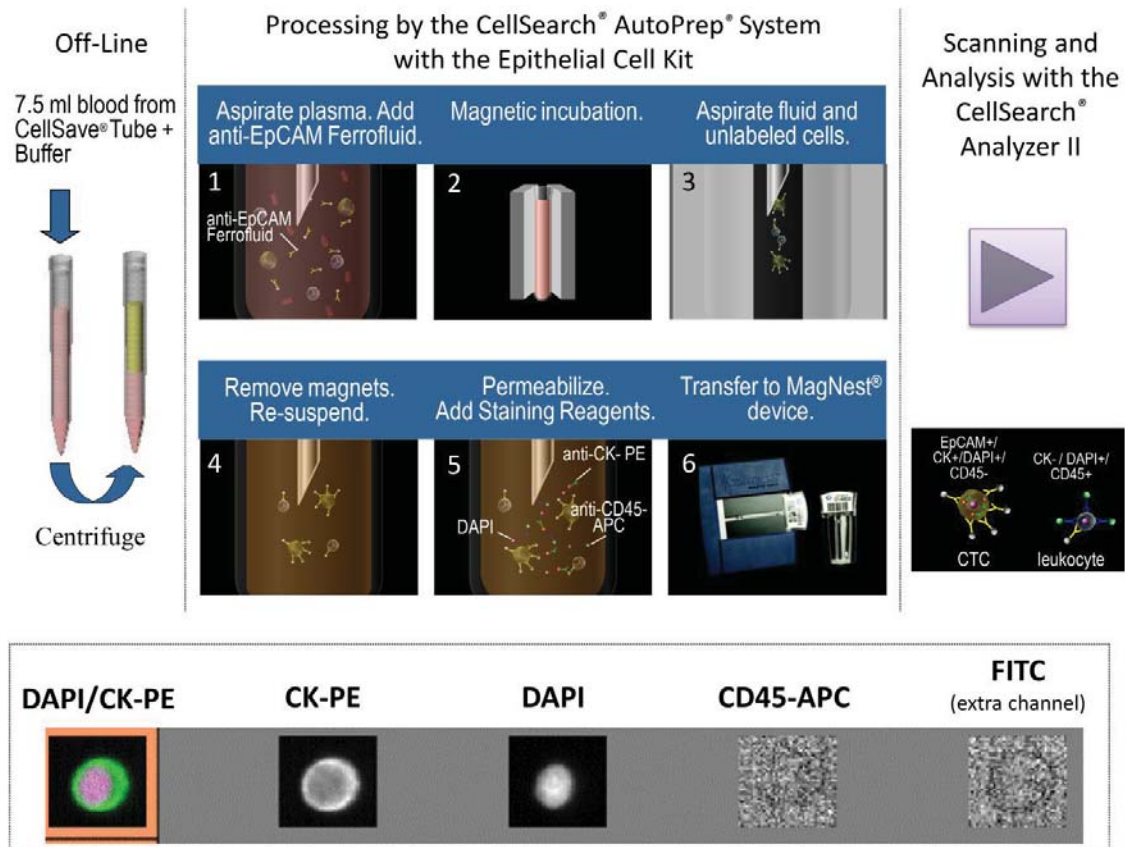 Off-Line
7.5 ml blood from
CellSave® Tube +
Buffer
Centrifuge
Processing by the CellSearch® AutoPrep® System
with the Epithelial Cell Kit
Aspirate plasma. Add
anti-EpCAM Ferrofluid.
1
anti-EpCAM
Ferrofluid
Magnetic incubation.
2
Aspirate fluid and
unlabeled cells.
3
Remove magnets.
Re-suspend.
4
Permeabilize.
Add Staining Reagents.
5
anti-CK- PE
anti-CD45-
APC
DAPI
Transfer to MagNest®
device.
6
Scanning and
Analysis with the
CellSearch®
Analyzer II
EpCAM+/
CK+/DAPI+/
CD45-
CTC
CK- / DAPI+/
CD45+
leukocyte
DAPI/CK-PE
CK-PE
DAPI
CD45-APC
FITC
(extra channel)